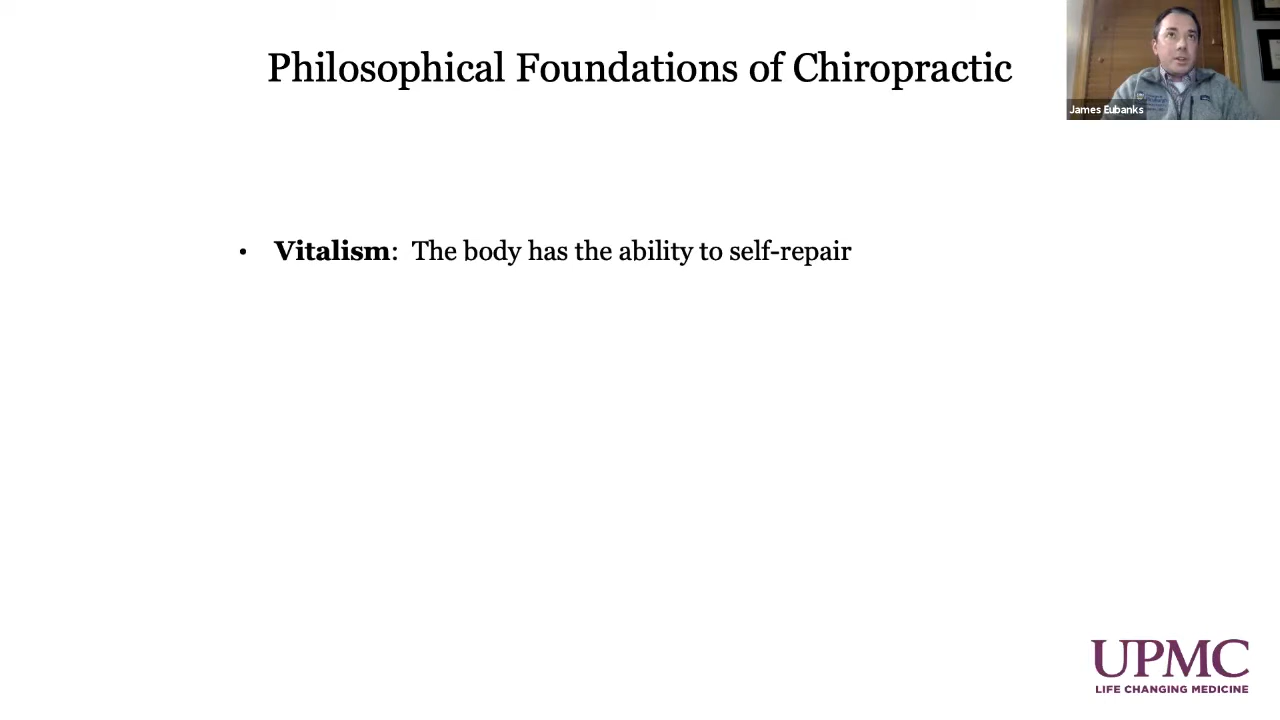 Philosophical Foundations of Chiropractic
James Eubanks
• Vitalism: The body has the ability to self-repair
UPMC
LIFE CHANGING MEDICINE